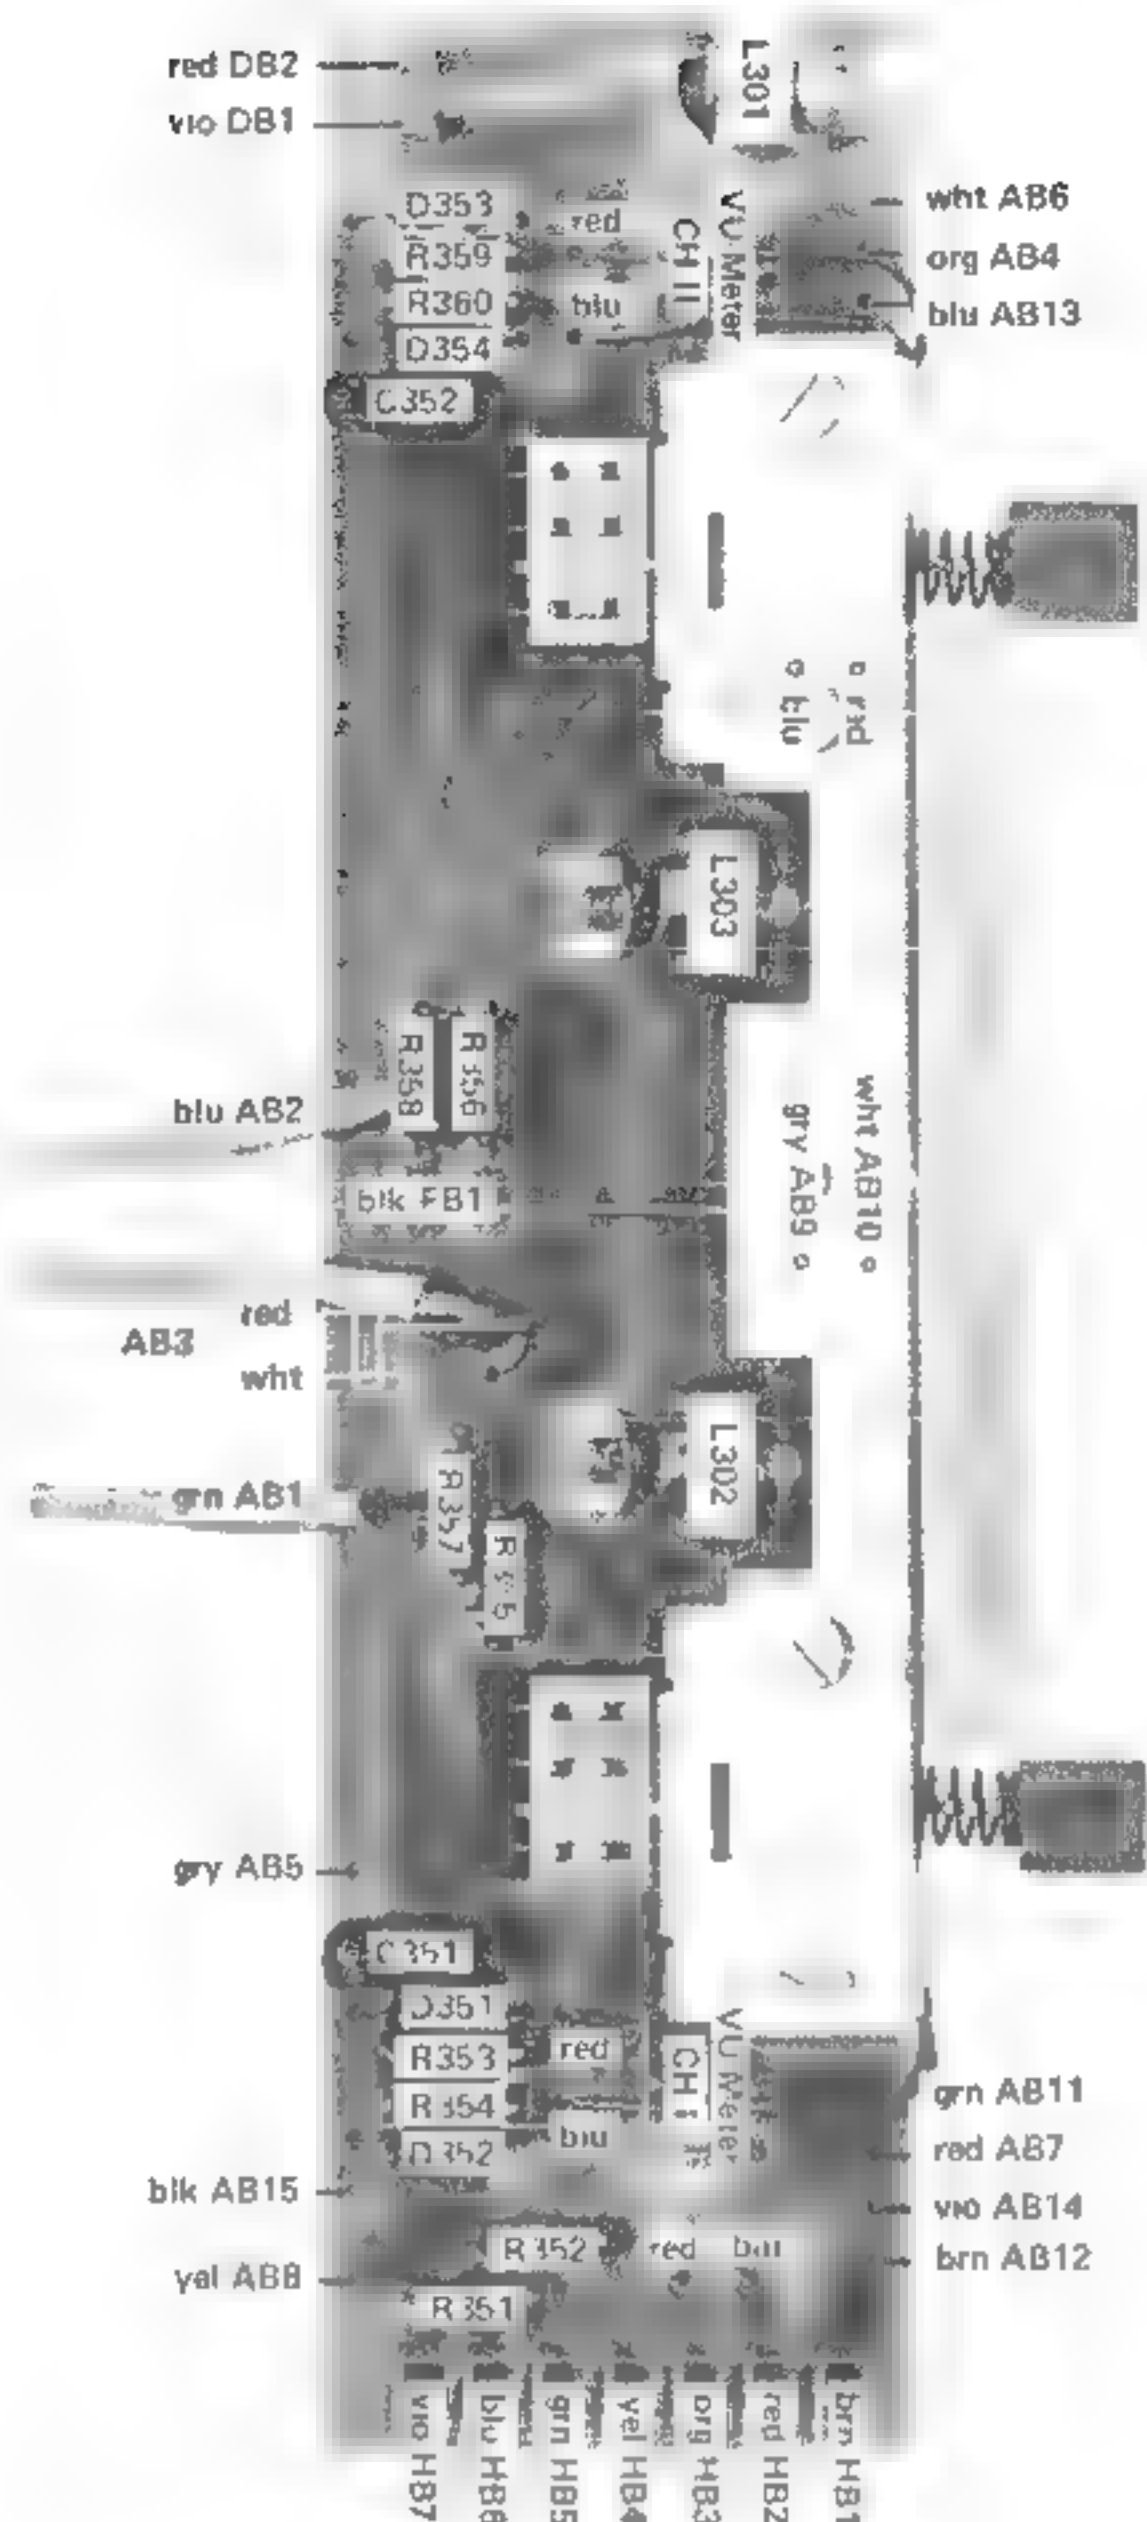 red DB2
L301
vio DB1
D353
red
wht AB6
R359
CH II
VU Meter
org AB4
R360
blu
blu AB13
D354
C352
red
blu
L303
R358
R356
blu AB2
wht AB10
gry AB9
blk FB1
red
AB3
wht
grn AB1
R357
L302
gry AB5
C351
D351
R353
red
CH I
VU Meter
R354
blu
grn AB11
D352
red AB7
blk AB15
vio AB14
R352
red
brn AB12
yel AB8
R351
vio HB7
blu HB6
grn HB5
yel HB4
org HB3
red HB2
brn HB1